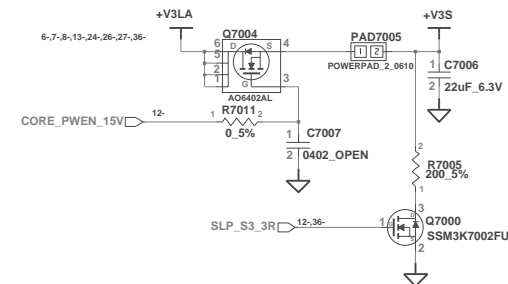 +V3LA
+V3S
6-,7-,8-,13-,24-,26-,27-,36-
Q7004
PAD7005
6
5
2
1
D
S
4
G
3
1 2
POWERPAD_2_0610
AO6402AL
1
C7006
2
22uF_6.3V
R7011
CORE_PWEN_15V
12-
1
2
0_5%
1
C7007
2
0402_OPEN
2
R7005
200_5%
1
3
SLP_S3_3R
12-,36-
1
G
D
S
Q7000
SSM3K7002FU
2